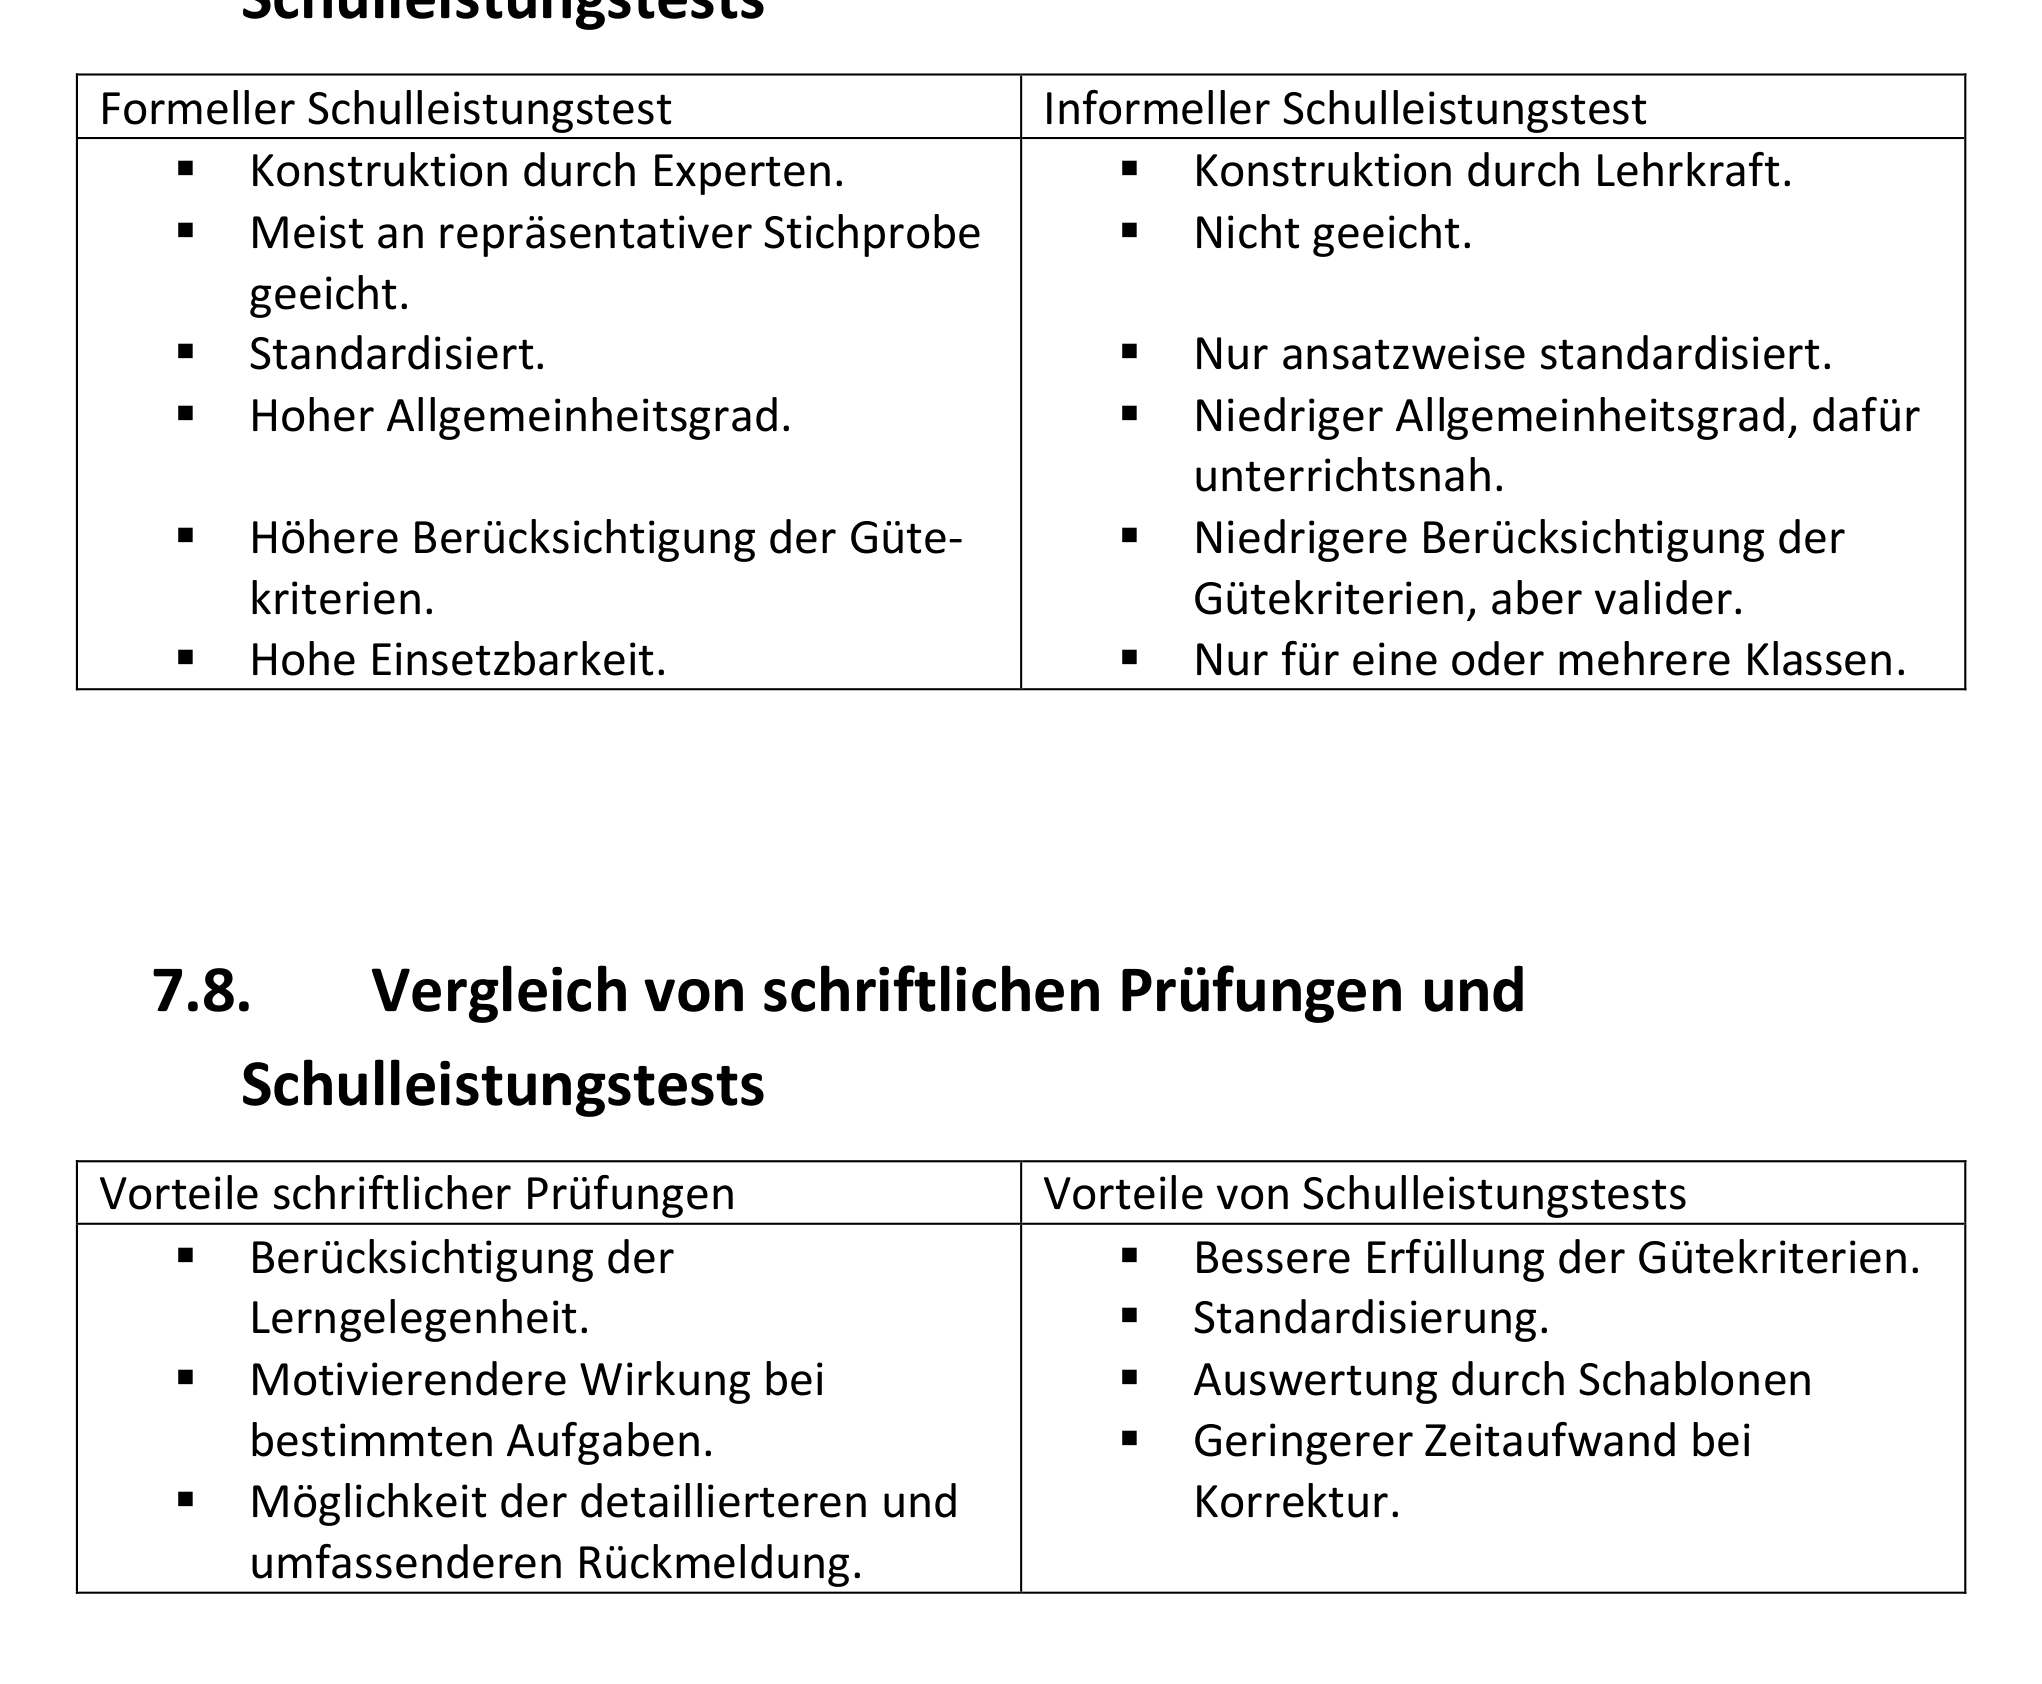 Schulleistungstests
Formeller Schulleistungstest
Informeller Schulleistungstest
▪ Konstruktion durch Experten.
▪ Meist an repräsentativer Stichprobe
geeicht.
▪ Standardisiert.
▪ Hoher Allgemeinheitsgrad.
▪ Höhere Berücksichtigung der Güte-
kriterien.
▪ Hohe Einsetzbarkeit.
▪ Konstruktion durch Lehrkraft.
▪ Nicht geeicht.
▪ Nur ansatzweise standardisiert.
▪ Niedriger Allgemeinheitsgrad, dafür
unterrichtsnah.
▪ Niedrigere Berücksichtigung der
Gütekriterien, aber valider.
▪ Nur für eine oder mehrere Klassen.
7.8. Vergleich von schriftlichen Prüfungen und
Schulleistungstests
Vorteile schriftlicher Prüfungen
Vorteile von Schulleistungstests
▪ Berücksichtigung der
Lerngelegenheit.
▪ Motivierendere Wirkung bei
bestimmten Aufgaben.
▪ Möglichkeit der detaillierteren und
umfassenderen Rückmeldung.
▪ Bessere Erfüllung der Gütekriterien.
▪ Standardisierung.
▪ Auswertung durch Schablonen
▪ Geringerer Zeitaufwand bei
Korrektur.